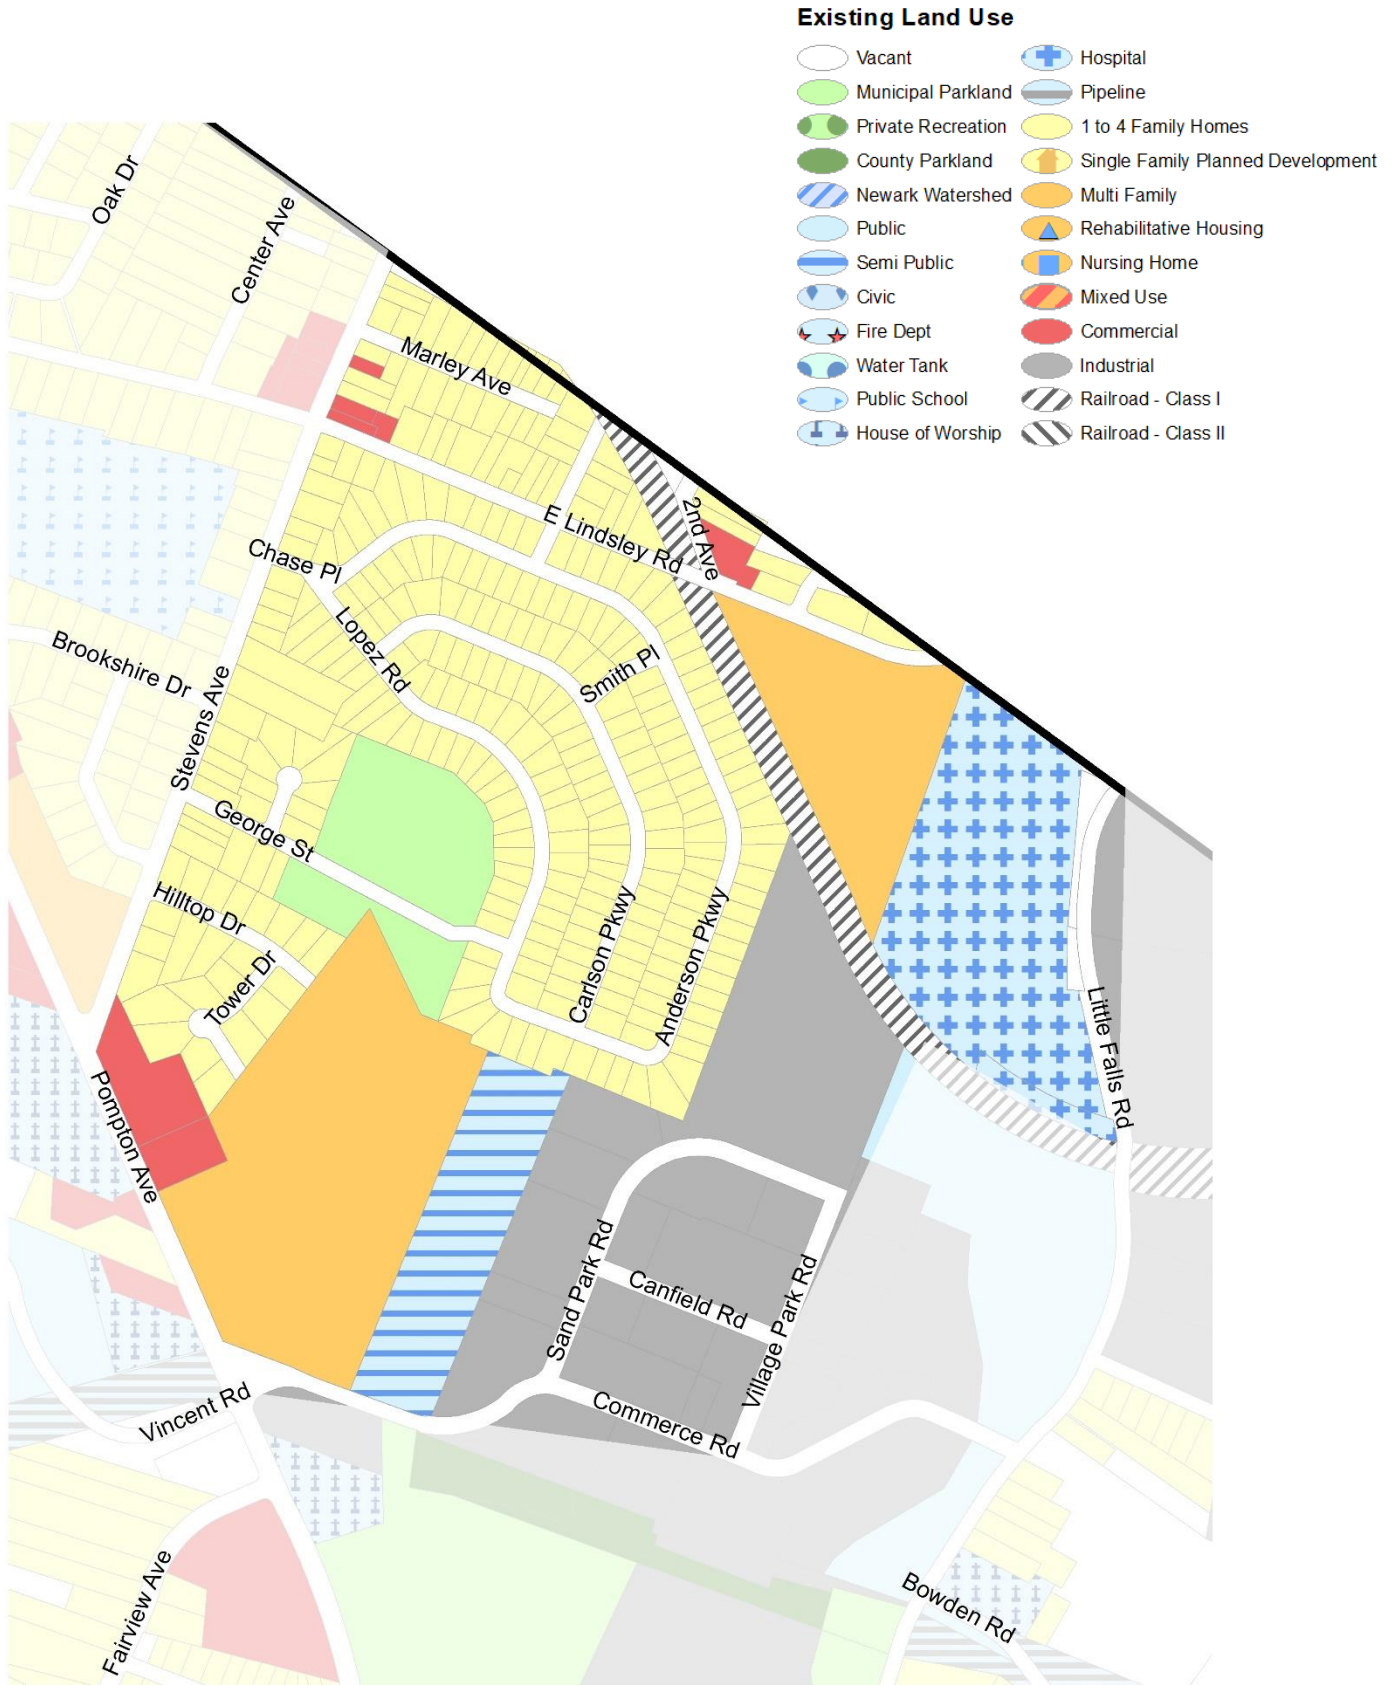 Existing Land Use
Vacant
Hospital
Municipal Parkland
Pipeline
Private Recreation
1 to 4 Family Homes
County Parkland
Single Family Planned Development
Newark Watershed
Multi Family
Public
Rehabilitative Housing
Semi Public
Nursing Home
Civic
Mixed Use
Fire Dept
Commercial
Water Tank
Industrial
Public School
Railroad - Class I
House of Worship
Railroad - Class II
Oak Dr
Center Ave
Marley Ave
2nd Ave
E Lindsley Rd
Chase Pl
Lopez Rd
Brookshire Dr
Smith Pl
Stevens Ave
George St
Hilltop Dr
Carlson Pkwy
Anderson Pkwy
Tower Dr
Little Falls Rd
Pompton Ave
Sand Park Rd
Canfield Rd
Village Park Rd
Vincent Rd
Commerce Rd
Fairview Ave
Bowden Rd